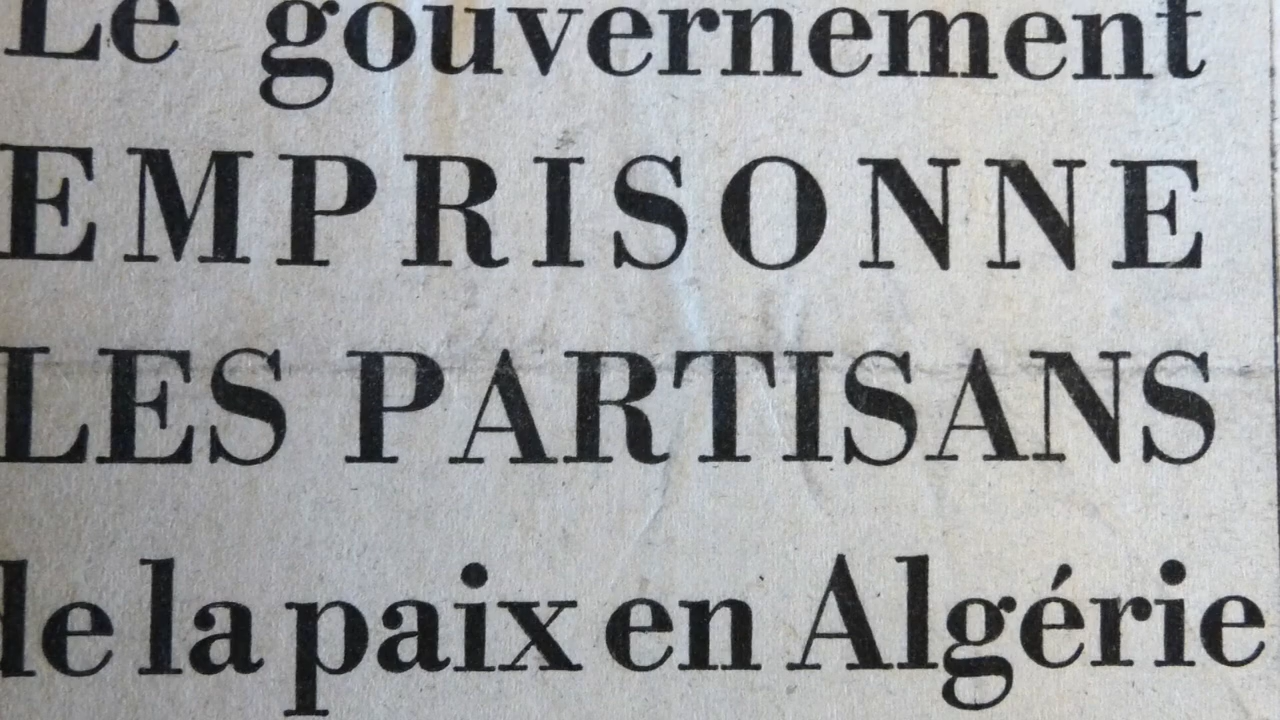 Le gouvernement
EMPRISONNE
LES PARTISANS
de la paix en Algérie